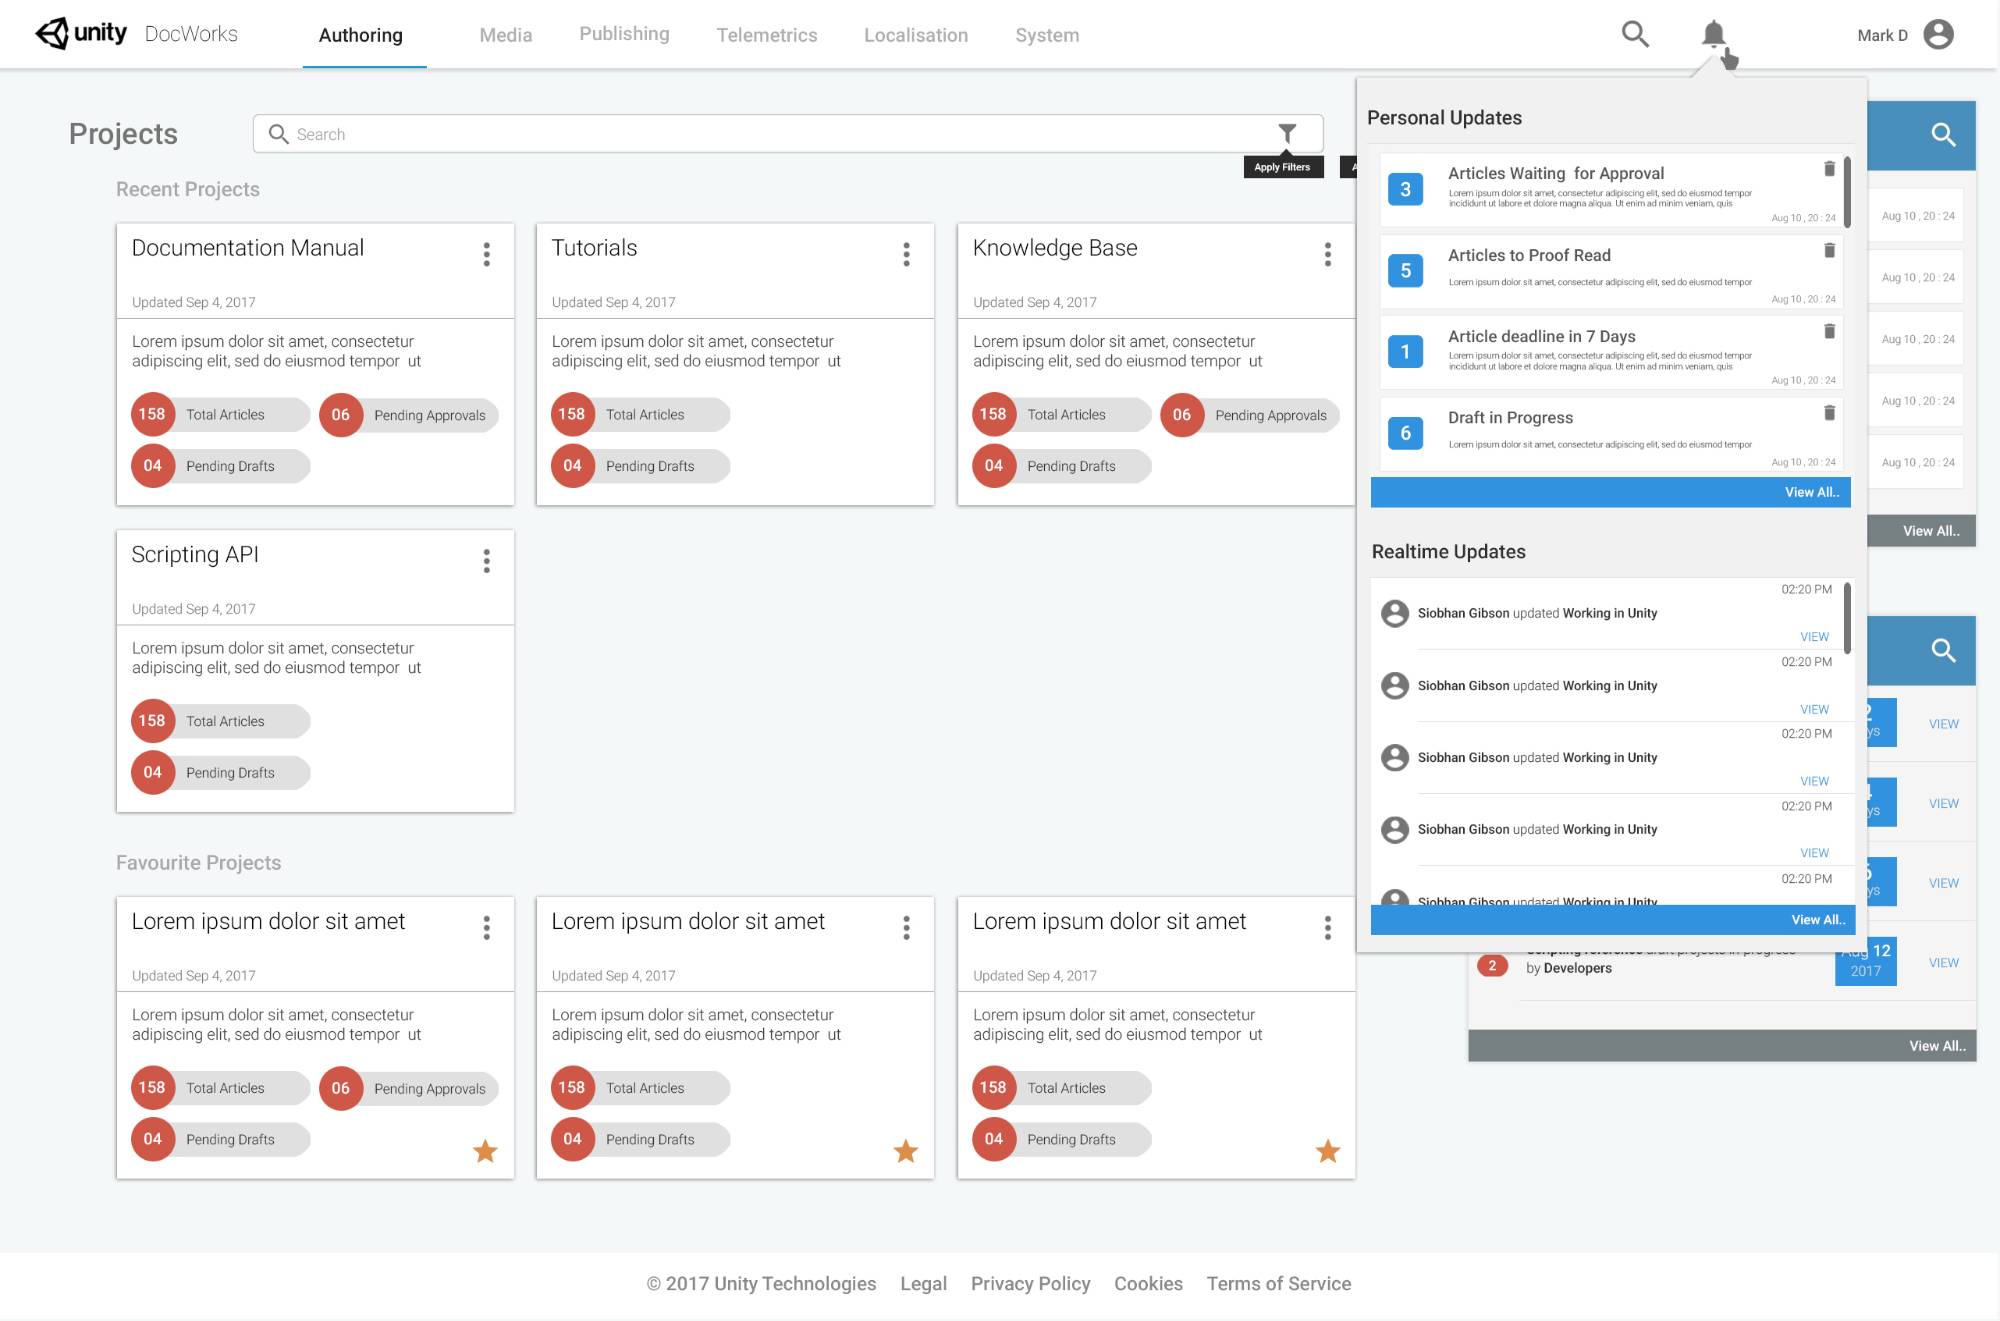 unity DocWorks
Authoring
Media
Publishing
Telemetrics
Localisation
System
Mark D
Projects
Search
Apply Filters
A
Recent Projects
Documentation Manual
Updated Sep 4, 2017
Lorem ipsum dolor sit amet, consectetur
adipiscing elit, sed do eiusmod tempor ut
158 Total Articles
06 Pending Approvals
04 Pending Drafts
Tutorials
Updated Sep 4, 2017
Lorem ipsum dolor sit amet, consectetur
adipiscing elit, sed do eiusmod tempor ut
158 Total Articles
04 Pending Drafts
Knowledge Base
Updated Sep 4, 2017
Lorem ipsum dolor sit amet, consectetur
adipiscing elit, sed do eiusmod tempor ut
158 Total Articles
06 Pending Approvals
04 Pending Drafts
Scripting API
Updated Sep 4, 2017
Lorem ipsum dolor sit amet, consectetur
adipiscing elit, sed do eiusmod tempor ut
158 Total Articles
04 Pending Drafts
Favourite Projects
Lorem ipsum dolor sit amet
Updated Sep 4, 2017
Lorem ipsum dolor sit amet, consectetur
adipiscing elit, sed do eiusmod tempor ut
158 Total Articles
06 Pending Approvals
04 Pending Drafts
Lorem ipsum dolor sit amet
Updated Sep 4, 2017
Lorem ipsum dolor sit amet, consectetur
adipiscing elit, sed do eiusmod tempor ut
158 Total Articles
04 Pending Drafts
Lorem ipsum dolor sit amet
Updated Sep 4, 2017
Lorem ipsum dolor sit amet, consectetur
adipiscing elit, sed do eiusmod tempor ut
158 Total Articles
04 Pending Drafts
Personal Updates
3
Articles Waiting for Approval
Lorem ipsum dolor sit amet, consectetur adipiscing elit, sed do eiusmod tempor
incididunt ut labore et dolore magna aliqua. Ut enim ad minim veniam, quis
Aug 10 , 20 : 24
5
Articles to Proof Read
Lorem ipsum dolor sit amet, consectetur adipiscing elit, sed do eiusmod tempor
Aug 10 , 20 : 24
1
Article deadline in 7 Days
Lorem ipsum dolor sit amet, consectetur adipiscing elit, sed do eiusmod tempor
incididunt ut labore et dolore magna aliqua. Ut enim ad minim veniam, quis
Aug 10 , 20 : 24
6
Draft in Progress
Lorem ipsum dolor sit amet, consectetur adipiscing elit, sed do eiusmod tempor
Aug 10 , 20 : 24
View All..
Realtime Updates
02:20 PM
Siobhan Gibson updated Working in Unity
VIEW
02:20 PM
Siobhan Gibson updated Working in Unity
VIEW
02:20 PM
Siobhan Gibson updated Working in Unity
VIEW
02:20 PM
Siobhan Gibson updated Working in Unity
VIEW
02:20 PM
Siobhan Gibson updated Working in Unity
View All..
Aug 10 , 20 : 24
Aug 10 , 20 : 24
Aug 10 , 20 : 24
Aug 10 , 20 : 24
Aug 10 , 20 : 24
View All..
2
ys
VIEW
4
ys
VIEW
ys
VIEW
2
Scripting reference draft projects in progress
by Developers
Aug 12
2017
VIEW
View All..
© 2017 Unity Technologies
Legal
Privacy Policy
Cookies
Terms of Service